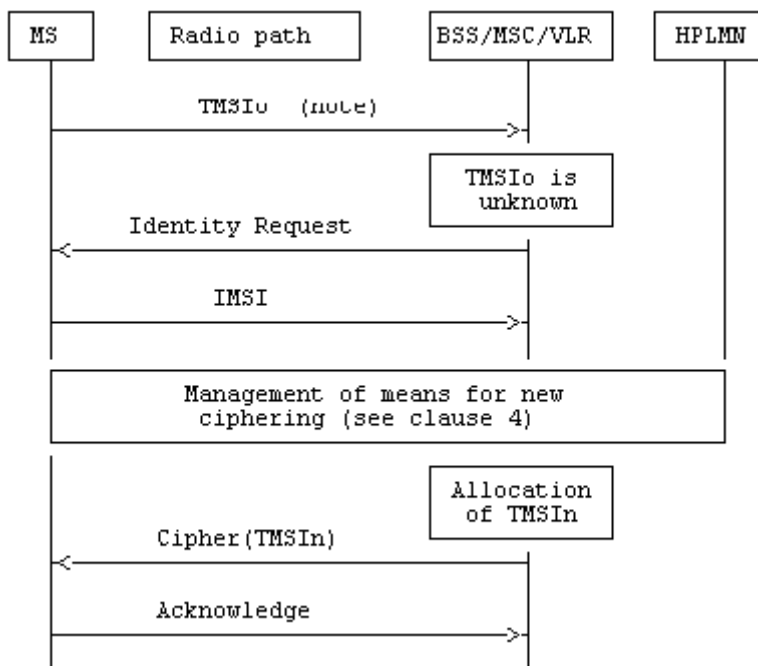 MS
Radio path
BSS/MSC/VLR
HPLMN
TMSIo (note)
TMSIo is
unknown
Identity Request
IMSI
Management of means for new
ciphering (see clause 4)
Allocation
of TMSIn
Cipher(TMSIn)
Acknowledge